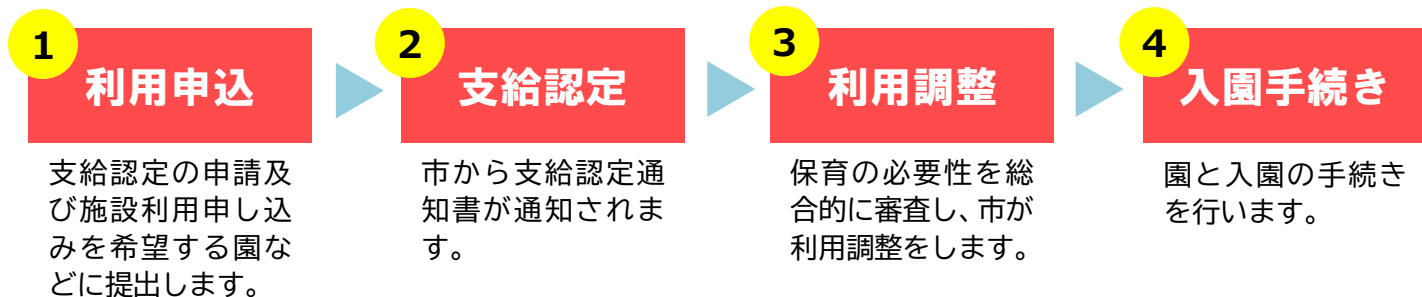 1
利用申込
支給認定の申請及
び施設利用申し込
みを希望する園な
どに提出します。
2
支給認定
市から支給認定通
知書が通知されま
す。
3
利用調整
保育の必要性を総
合的に審査し、市が
利用調整をします。
4
入園手続き
園と入園の手続き
を行います。